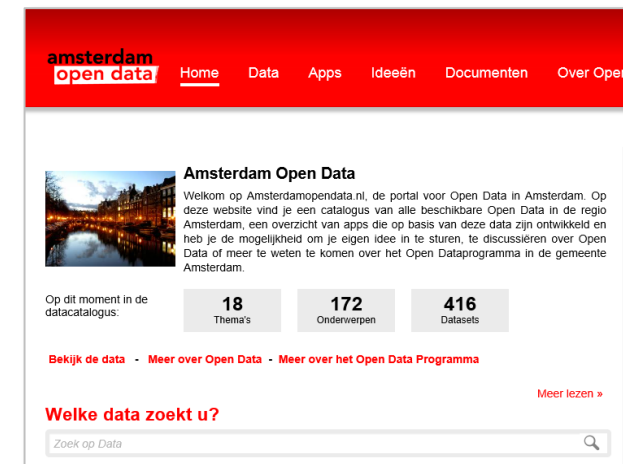 amsterdam
open data
Home Data Apps Ideeën Documenten Over Oper
Amsterdam Open Data
Welkom op Amsterdamopendata.nl, de portal voor Open Data in Amsterdam. Op
deze website vind je een catalogus van alle beschikbare Open Data in de regio
Amsterdam, een overzicht van apps die op basis van deze data zijn ontwikkeld en
heb je de mogelijkheid om je eigen idee in te sturen, te discussiëren over Open
Data of meer te weten te komen over het Open Dataprogramma in de gemeente
Amsterdam.
Op dit moment in de
datacatalogus:
18
Thema's
172
Onderwerpen
416
Datasets
Bekijk de data - Meer over Open Data - Meer over het Open Data Programma
Meer lezen »
Welke data zoekt u?
Zoek op Data